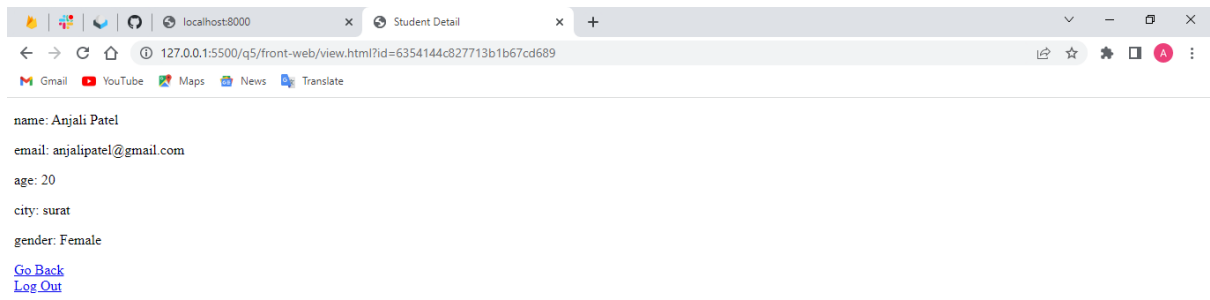 localhost:8000
Student Detail
127.0.0.1:5500/q5/front-web/view.html?id=6354144c827713b1b67cd689
A
Gmail YouTube Maps News Translate
name: Anjali Patel
email: anjalipatel@gmail.com
age: 20
city: surat
gender: Female
Go Back
Log Out